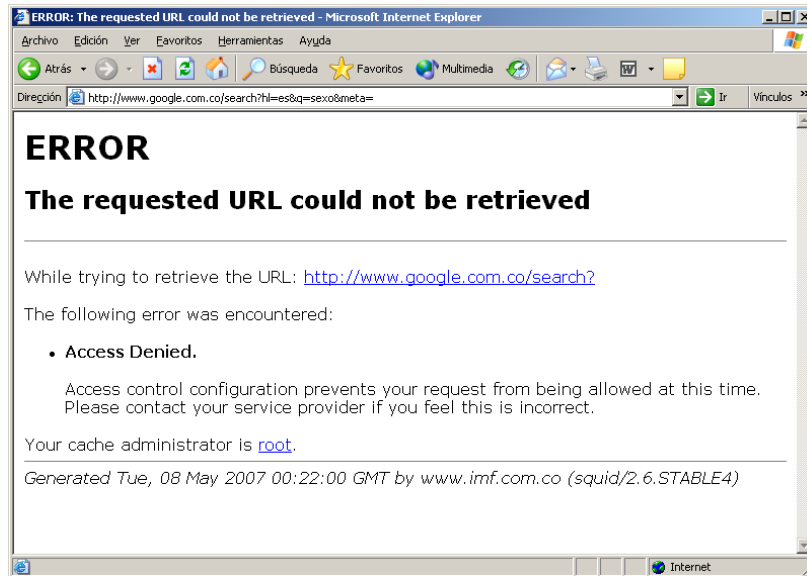 ERROR: The requested URL could not be retrieved - Microsoft Internet Explorer
Archivo Edición Ver Favoritos Herramientas Ayuda
Atrás Búsqueda Favoritos Multimedia
Dirección http://www.google.com.co/search?hl=es&q=sexo&meta= Ir Vínculos »
ERROR
The requested URL could not be retrieved
While trying to retrieve the URL: http://www.google.com.co/search?
The following error was encountered:
• Access Denied.
Access control configuration prevents your request from being allowed at this time.
Please contact your service provider if you feel this is incorrect.
Your cache administrator is root.
Generated Tue, 08 May 2007 00:22:00 GMT by www.imf.com.co (squid/2.6.STABLE4)
Internet